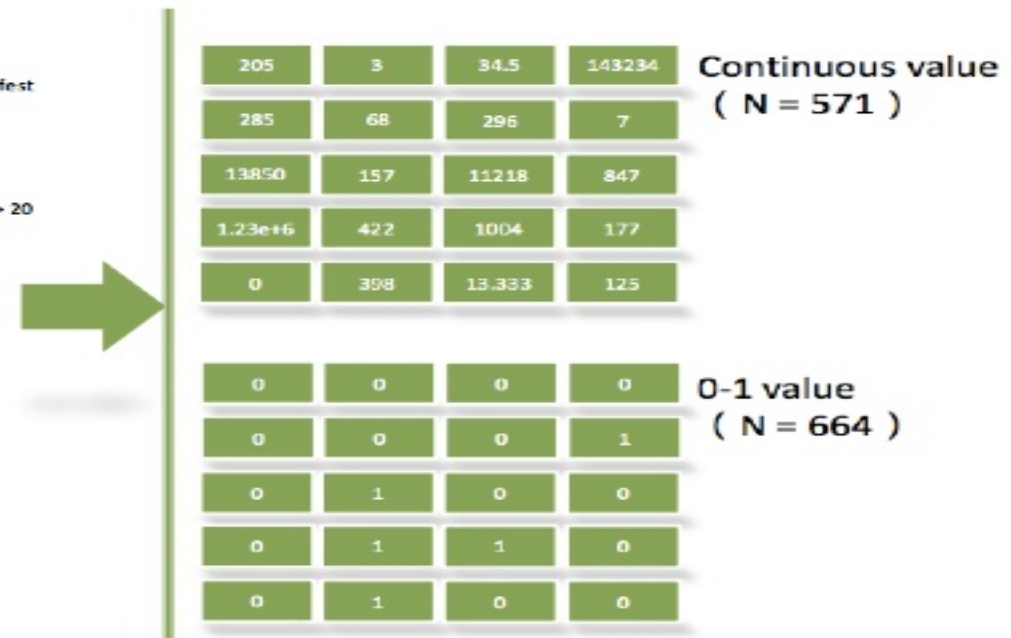 > 20
205 3 34.5 143234
Continuous value
( N = 571 )
285 68 296 7
13850 157 11218 847
1.23e+6 422 1004 177
0 398 13.333 125
0 0 0 0
0-1 value
( N = 664 )
0 0 0 1
0 1 0 0
0 1 1 0
0 1 0 0